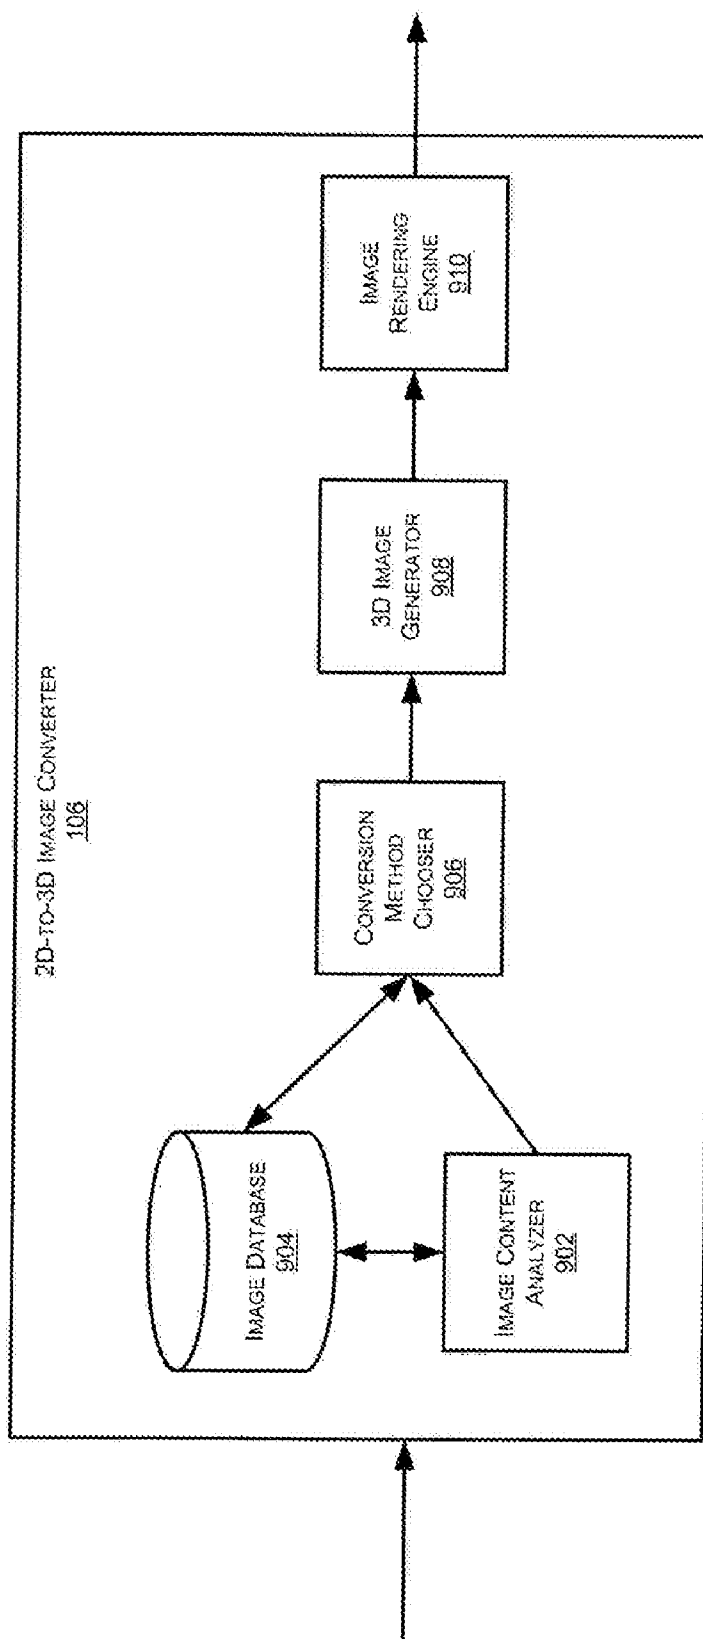 2D-TO-3D IMAGE CONVERTER
106
IMAGE DATABASE
904
IMAGE CONTENT
ANALYZER
902
CONVERSION
METHOD
CHOOSER
906
3D IMAGE
GENERATOR
908
IMAGE
RENDERING
ENGINE
910